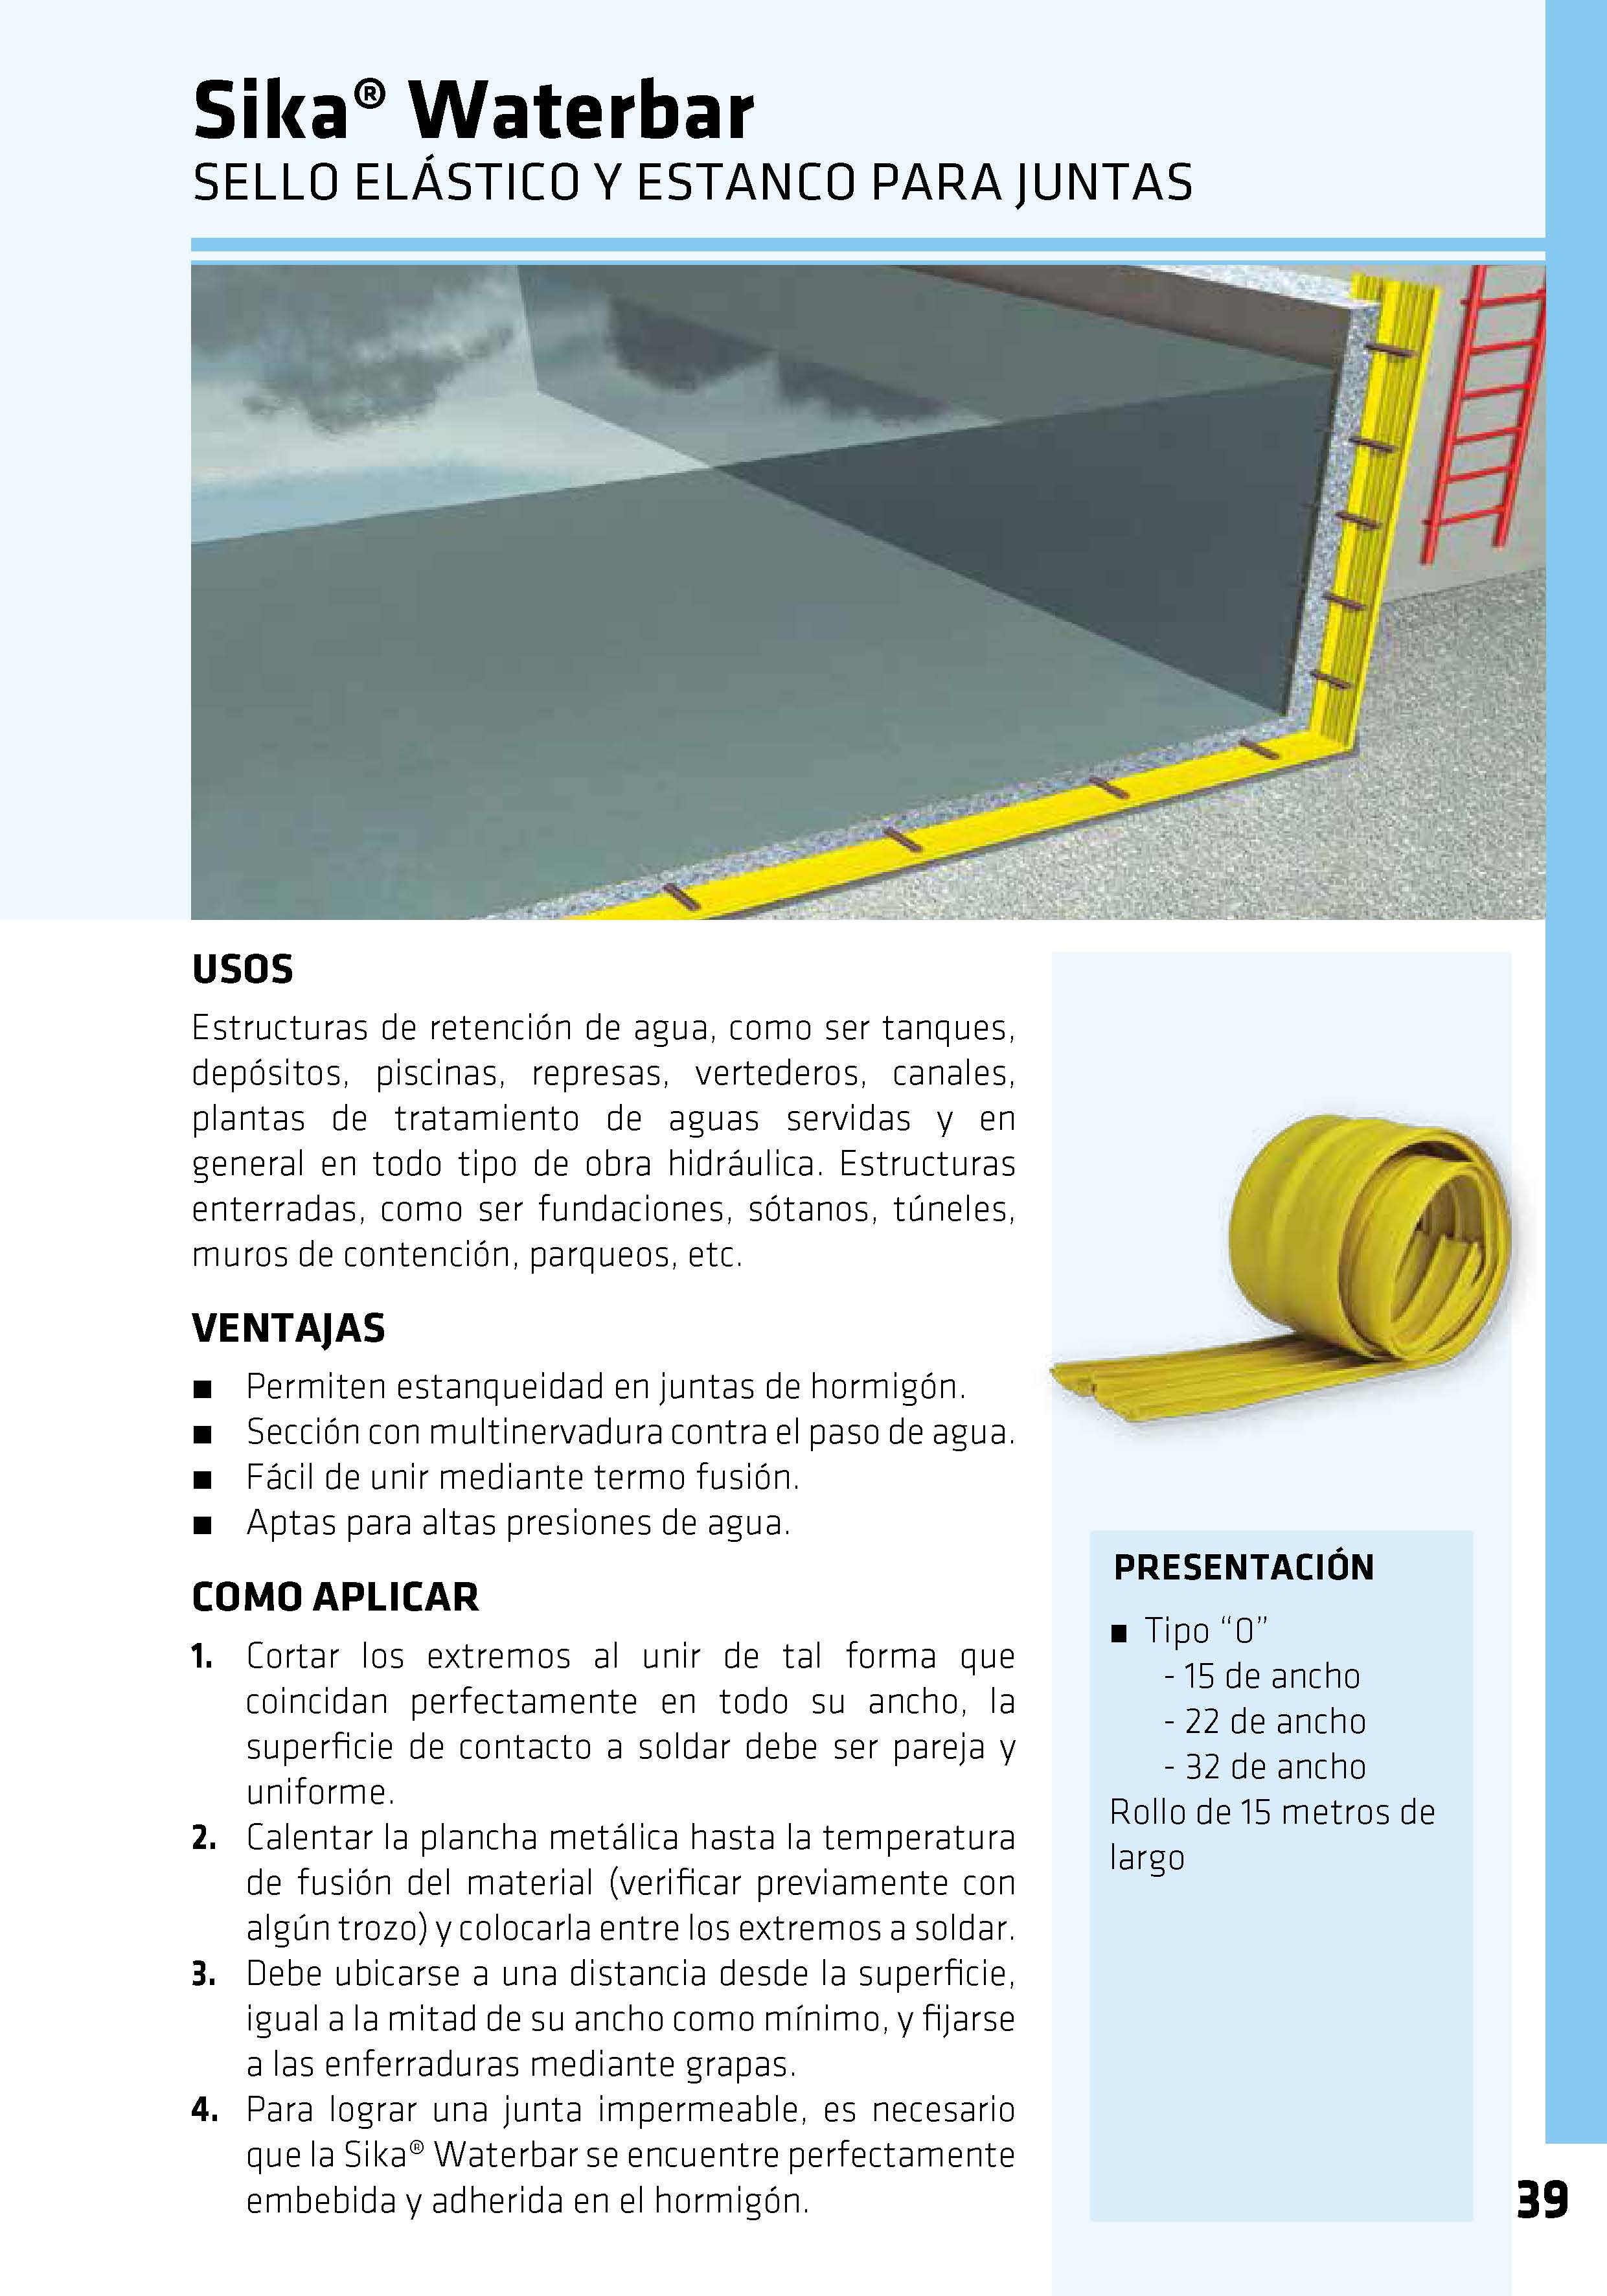 Sika® Waterbar
SELLO ELÁSTICO Y ESTANCO PARA JUNTAS
USOS
Estructuras de retención de agua, como ser tanques,
depósitos, piscinas, represas, vertederos, canales,
plantas de tratamiento de aguas servidas y en
general en todo tipo de obra hidráulica. Estructuras
enterradas, como ser fundaciones, sótanos, túneles,
muros de contención, parqueos, etc.
VENTAJAS
■ Permiten estanqueidad en juntas de hormigón.
■ Sección con multinervadura contra el paso de agua.
■ Fácil de unir mediante termo fusión.
■ Aptas para altas presiones de agua.
COMO APLICAR
1. Cortar los extremos al unir de tal forma que
coincidan perfectamente en todo su ancho, la
superficie de contacto a soldar debe ser pareja y
uniforme.
2. Calentar la plancha metálica hasta la temperatura
de fusión del material (verificar previamente con
algún trozo) y colocarla entre los extremos a soldar.
3. Debe ubicarse a una distancia desde la superficie,
igual a la mitad de su ancho como mínimo, y fijarse
a las enferraduras mediante grapas.
4. Para lograr una junta impermeable, es necesario
que la Sika® Waterbar se encuentre perfectamente
embebida y adherida en el hormigón.
PRESENTACIÓN
■ Tipo “0”
- 15 de ancho
- 22 de ancho
- 32 de ancho
Rollo de 15 metros de
largo
39